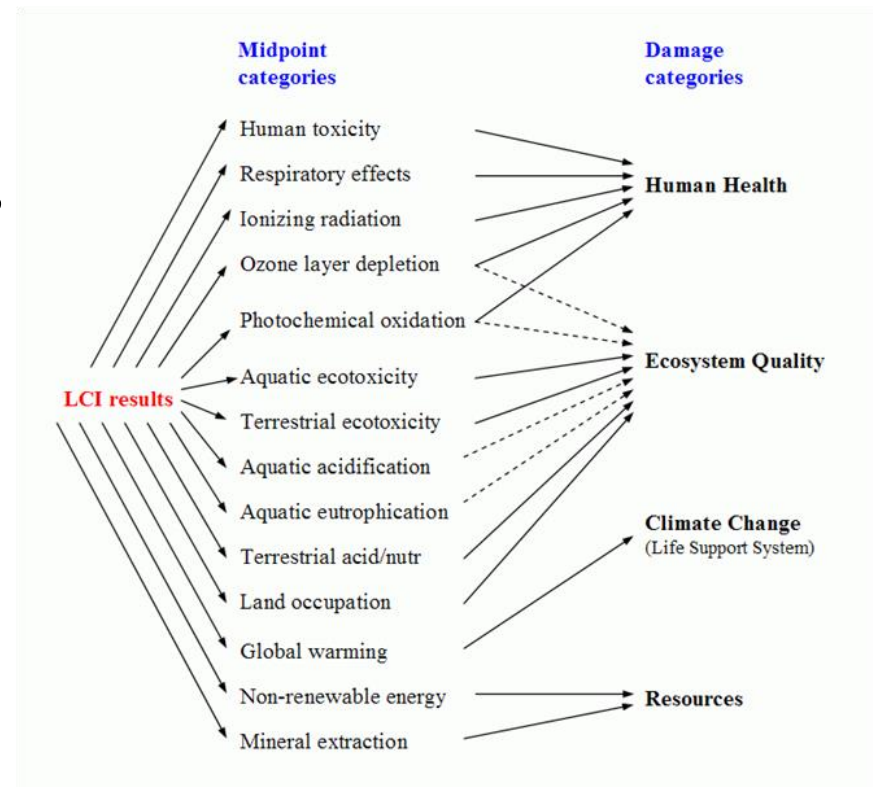 Midpoint
categories
Damage
categories
Human toxicity
Respiratory effects
Human Health
Ionizing radiation
Ozone layer depletion
Photochemical oxidation
Ecosystem Quality
Aquatic ecotoxicity
LCI results
Terrestrial ecotoxicity
Aquatic acidification
Aquatic eutrophication
Climate Change
(Life Support System)
Terrestrial acid/nutr
Land occupation
Global warming
Non-renewable energy
Resources
Mineral extraction